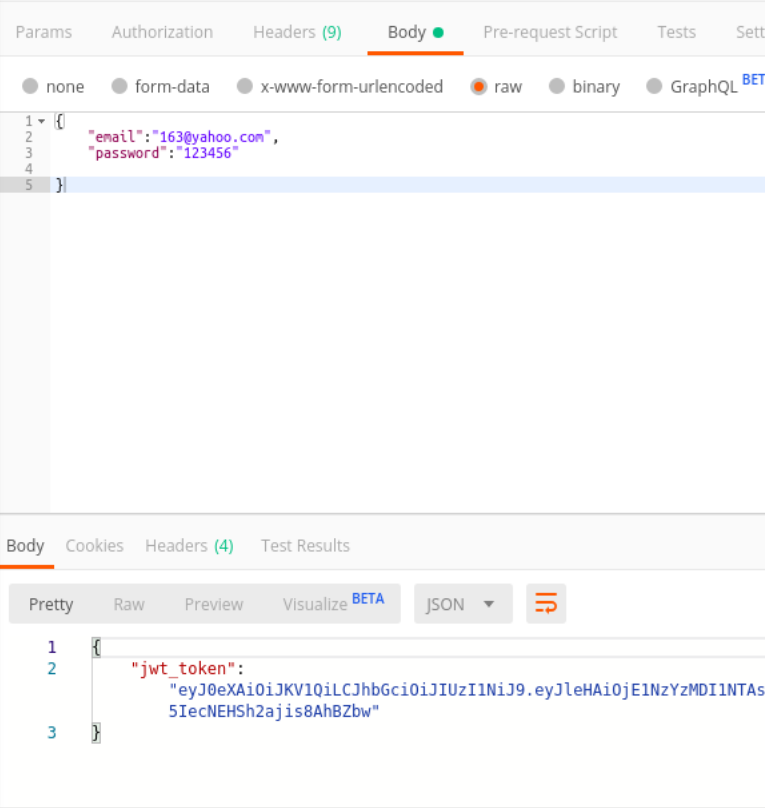 Params Authorization Headers (9) Body Pre-request Script Tests Sett
none form-data x-www-form-urlencoded raw binary GraphQL BET
1 {
2 "email":"163@yahoo.com",
3 "password":"123456"
4
5 }
Body Cookies Headers (4) Test Results
Pretty Raw Preview Visualize BETA JSON
1 {
2 "jwt_token":
"eyJ0eXAiOiJKV1QiLCJhbGciOiJIUzI1NiJ9.eyJleHAiOjE1NzYzMDI1NTAs
5IecNEHSh2ajis8AhBZbw"
3 }